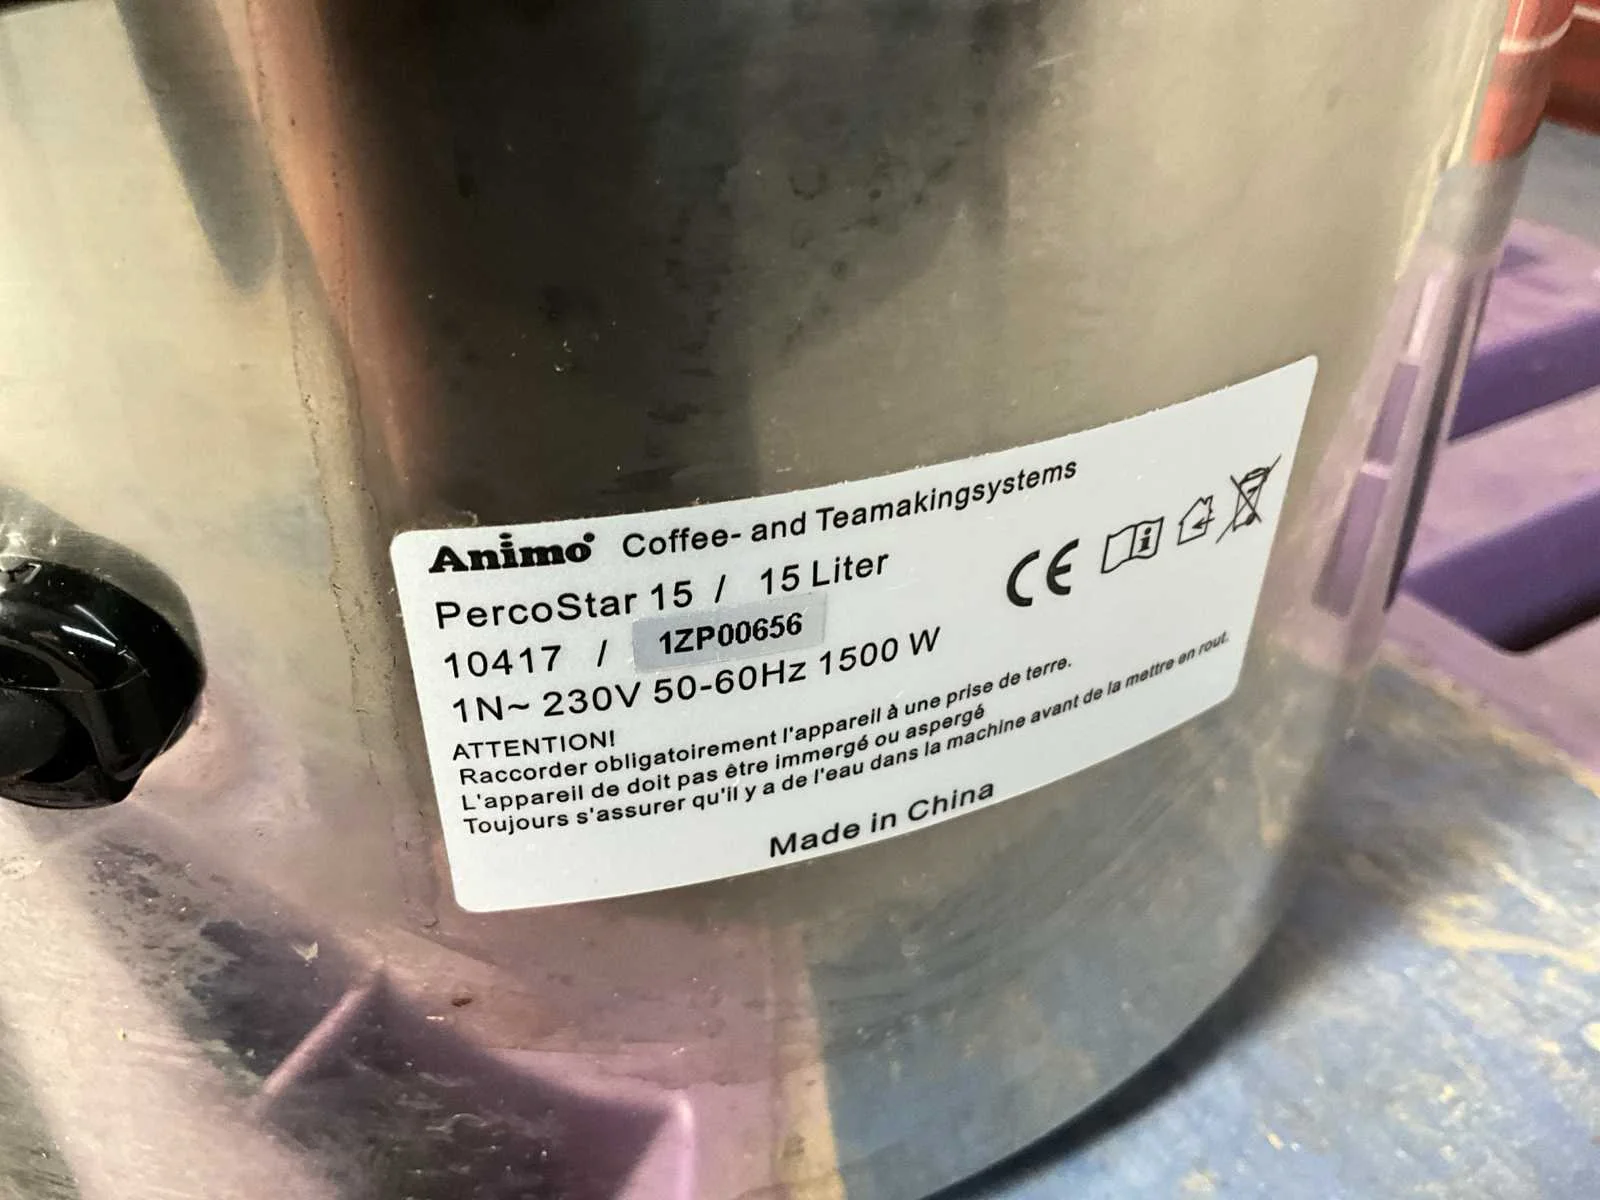 Animo® Coffee- and Teamakingsystems
PercoStar 15 / 15 Liter
10417 / 1ZP00656
1N~ 230V 50-60Hz 1500 W
CE
ATTENTION!
Raccorder obligatoirement l'appareil à une prise de terre.
L'appareil de doit pas être immergé ou aspergé
Toujours s'assurer qu'il y a de l'eau dans la machine avant de la mettre en rout.
Made in China